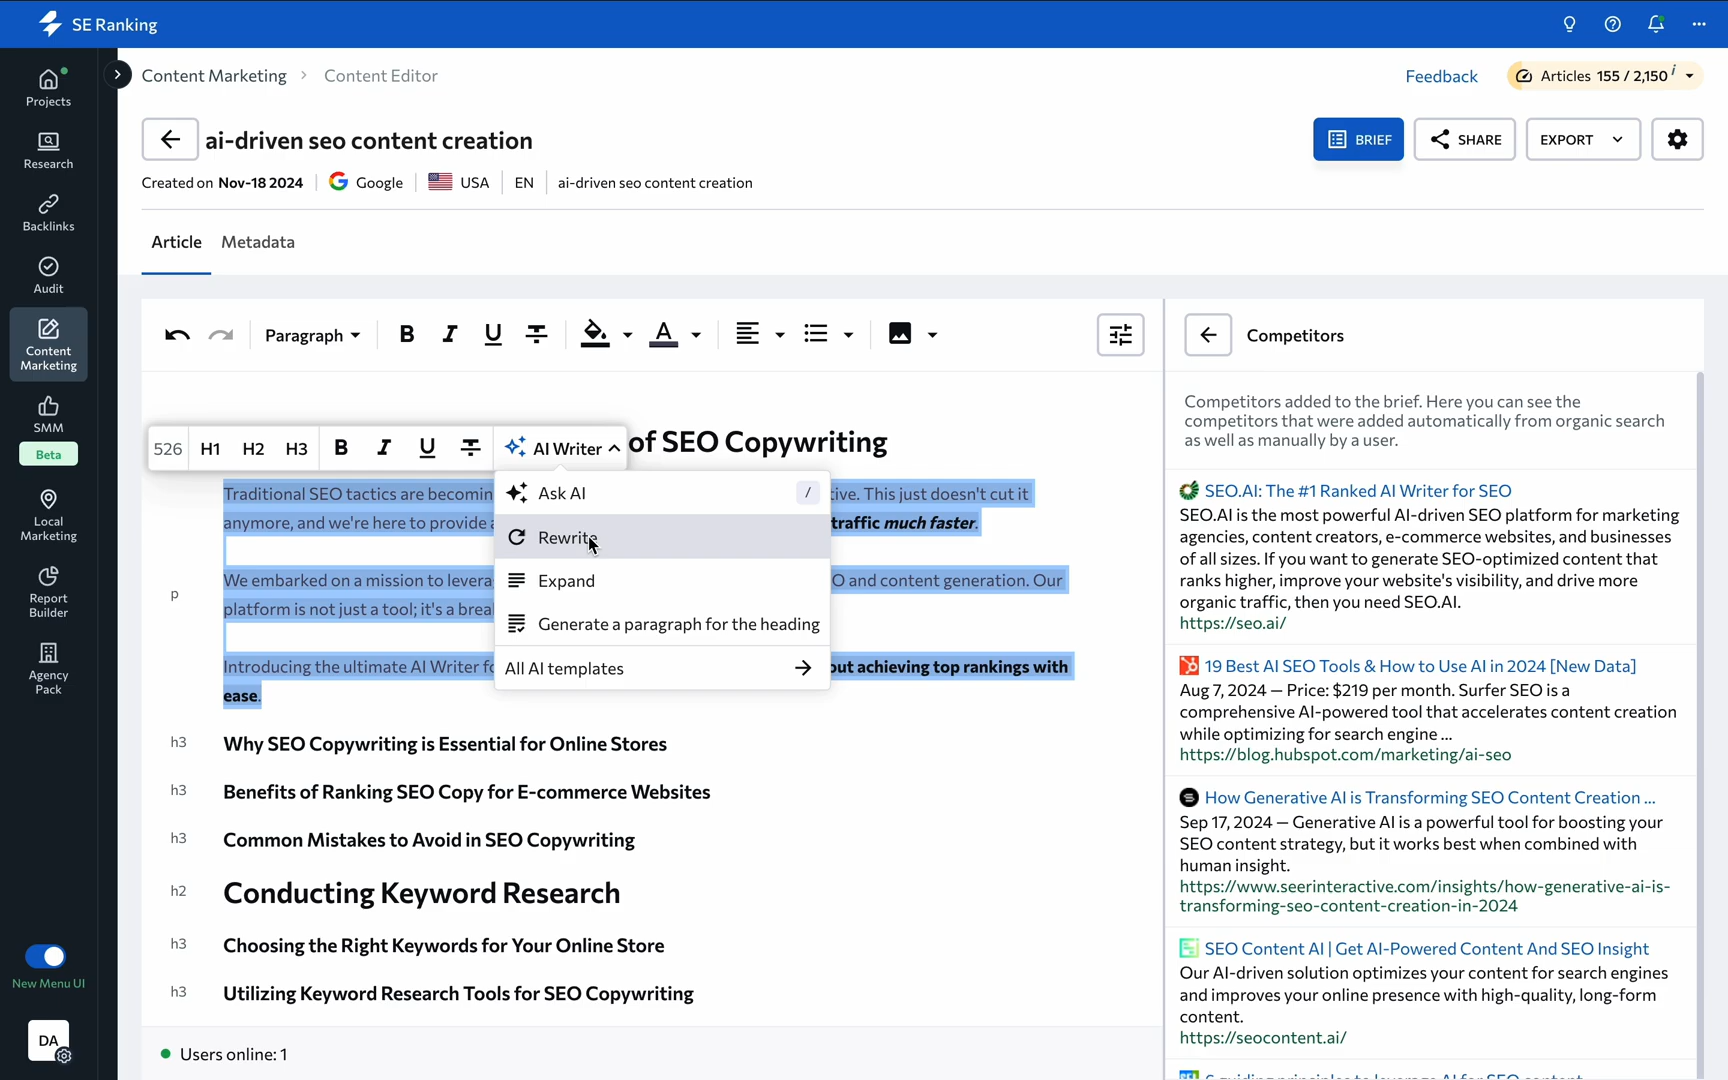 SE Ranking
Projects
Research
Backlinks
Audit
Content
Marketing
SMM
Beta
Local
Marketing
Report
Builder
Agency
Pack
New Menu UI
DA
Content Marketing > Content Editor
Feedback
Articles 155 / 2,150 i
ai-driven seo content creation
BRIEF
SHARE
EXPORT
Created on Nov-18 2024
Google
USA
EN
ai-driven seo content creation
Article
Metadata
Paragraph
B I U
A
526 H1 H2 H3 B I U AI Writer
of SEO Copywriting
Traditional SEO tactics are becomin
ive. This just doesn't cut it
anymore, and we're here to provide
traffic much faster.
p
We embarked on a mission to levera
O and content generation. Our
platform is not just a tool; it's a brea
Introducing the ultimate AI Writer fo
out achieving top rankings with
ease.
Ask AI /
Rewrite
Expand
Generate a paragraph for the heading
All AI templates
h3 Why SEO Copywriting is Essential for Online Stores
h3 Benefits of Ranking SEO Copy for E-commerce Websites
h3 Common Mistakes to Avoid in SEO Copywriting
h2 Conducting Keyword Research
h3 Choosing the Right Keywords for Your Online Store
h3 Utilizing Keyword Research Tools for SEO Copywriting
Users online: 1
Competitors
Competitors added to the brief. Here you can see the
competitors that were added automatically from organic search
as well as manually by a user.
SEO.AI: The #1 Ranked AI Writer for SEO
SEO.AI is the most powerful AI-driven SEO platform for marketing
agencies, content creators, e-commerce websites, and businesses
of all sizes. If you want to generate SEO-optimized content that
ranks higher, improve your website's visibility, and drive more
organic traffic, then you need SEO.AI.
https://seo.ai/
19 Best AI SEO Tools & How to Use AI in 2024 [New Data]
Aug 7, 2024 — Price: $219 per month. Surfer SEO is a
comprehensive AI-powered tool that accelerates content creation
while optimizing for search engine ...
https://blog.hubspot.com/marketing/ai-seo
How Generative AI is Transforming SEO Content Creation ...
Sep 17, 2024 — Generative AI is a powerful tool for boosting your
SEO content strategy, but it works best when combined with
human insight.
https://www.seerinteractive.com/insights/how-generative-ai-is-
transforming-seo-content-creation-in-2024
SEO Content AI | Get AI-Powered Content And SEO Insight
Our AI-driven solution optimizes your content for search engines
and improves your online presence with high-quality, long-form
content.
https://seocontent.ai/